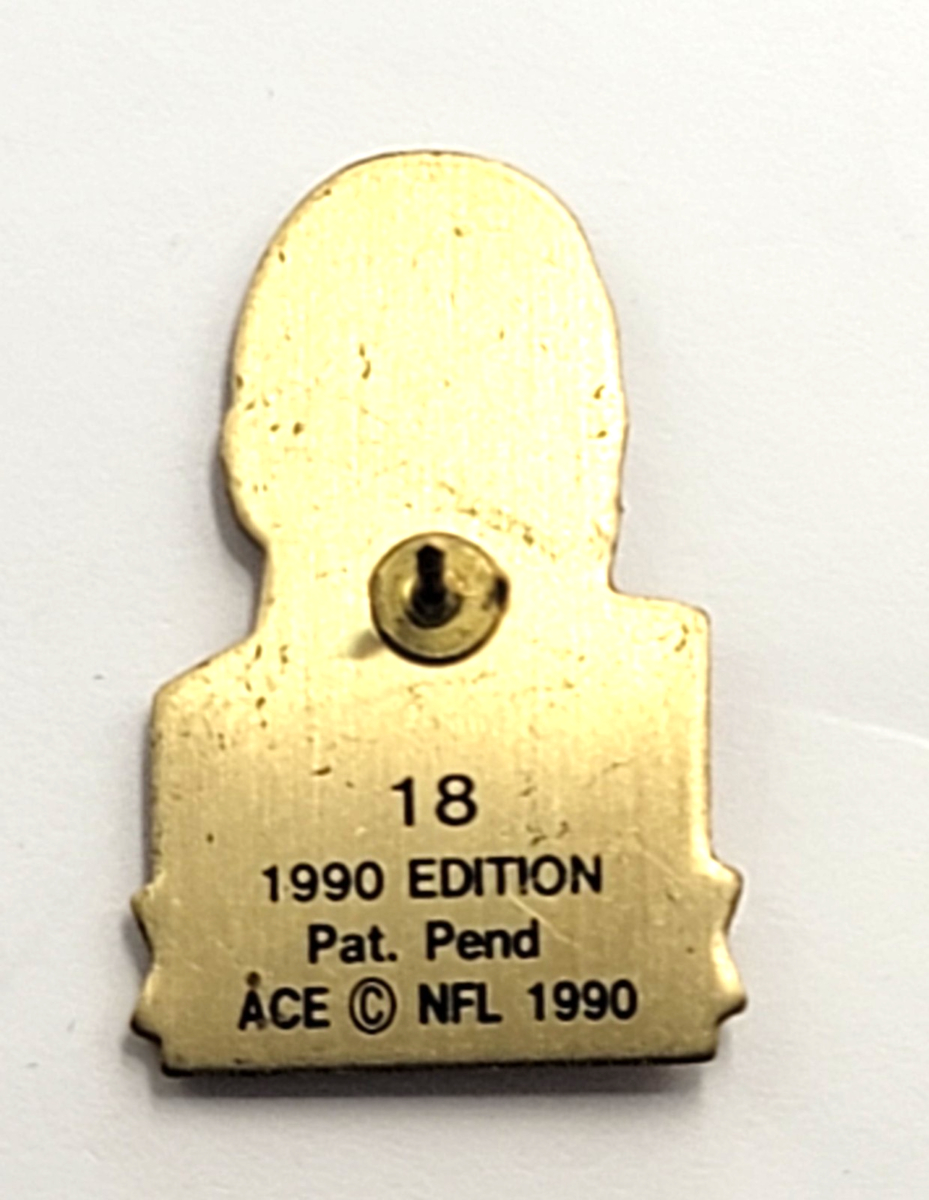 18
1990 EDITION
Pat. Pend
ACE © NFL 1990